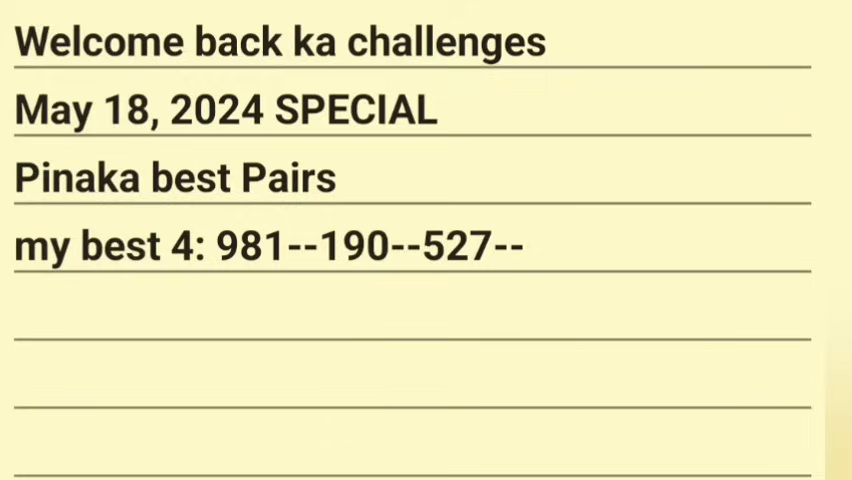 Welcome back ka challenges
May 18, 2024 SPECIAL
Pinaka best Pairs
my best 4: 981--190--527--